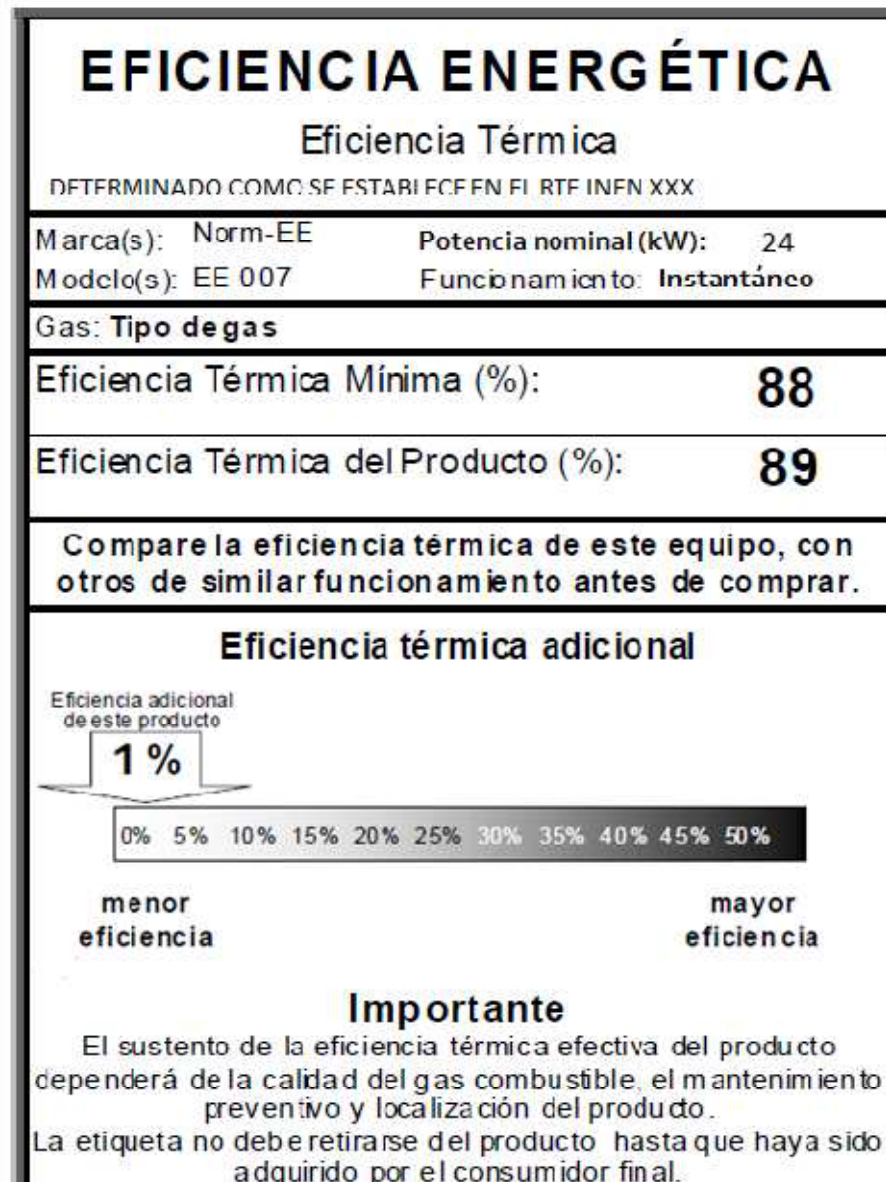 EFICIENCIA ENERGÉTICA
Eficiencia Térmica
DETERMINADO COMO SE ESTABLECE EN EL RTE INEN XXX
Marca(s): Norm-EE Potencia nominal (kW): 24
Modelo(s): EE 007 Funcionamiento: Instantáneo
Gas: Tipo de gas
Eficiencia Térmica Mínima (%): 88
Eficiencia Térmica del Producto (%): 89
Compare la eficiencia térmica de este equipo, con
otros de similar funcionamiento antes de comprar.
Eficiencia térmica adicional
Eficiencia adicional
de este producto
1 %
0% 5% 10% 15% 20% 25% 30% 35% 40% 45% 50%
menor mayor
eficiencia eficiencia
Importante
El sustento de la eficiencia térmica efectiva del producto
dependerá de la calidad del gas combustible, el mantenimiento
preventivo y localización del producto.
La etiqueta no debe retirarse del producto hasta que haya sido
adquirido por el consumidor final.